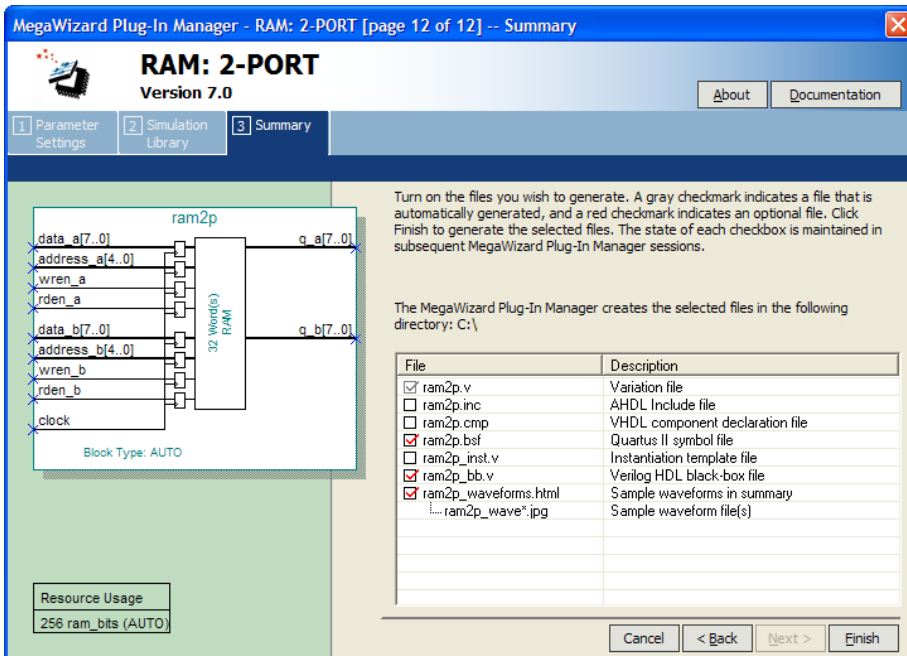 MegaWizard Plug-In Manager - RAM: 2-PORT [page 12 of 12] -- Summary
RAM: 2-PORT
Version 7.0
About
Documentation
1 Parameter Settings
2 Simulation Library
3 Summary
ram2p
data_a[7..0]
address_a[4..0]
wren_a
rden_a
data_b[7..0]
address_b[4..0]
wren_b
rden_b
clock
q_a[7..0]
q_b[7..0]
32 Word(s)
RAM
Block Type: AUTO
Resource Usage
256 ram_bits (AUTO)
Turn on the files you wish to generate. A gray checkmark indicates a file that is
automatically generated, and a red checkmark indicates an optional file. Click
Finish to generate the selected files. The state of each checkbox is maintained in
subsequent MegaWizard Plug-In Manager sessions.
The MegaWizard Plug-In Manager creates the selected files in the following
directory: C:\
File Description
ram2p.v Variation file
ram2p.inc AHDL Include file
ram2p.cmp VHDL component declaration file
ram2p.bsf Quartus II symbol file
ram2p_inst.v Instantiation template file
ram2p_bb.v Verilog HDL black-box file
ram2p_waveforms.html Sample waveforms in summary
ram2p_wave*.jpg Sample waveform file(s)
Cancel
< Back
Next >
Finish